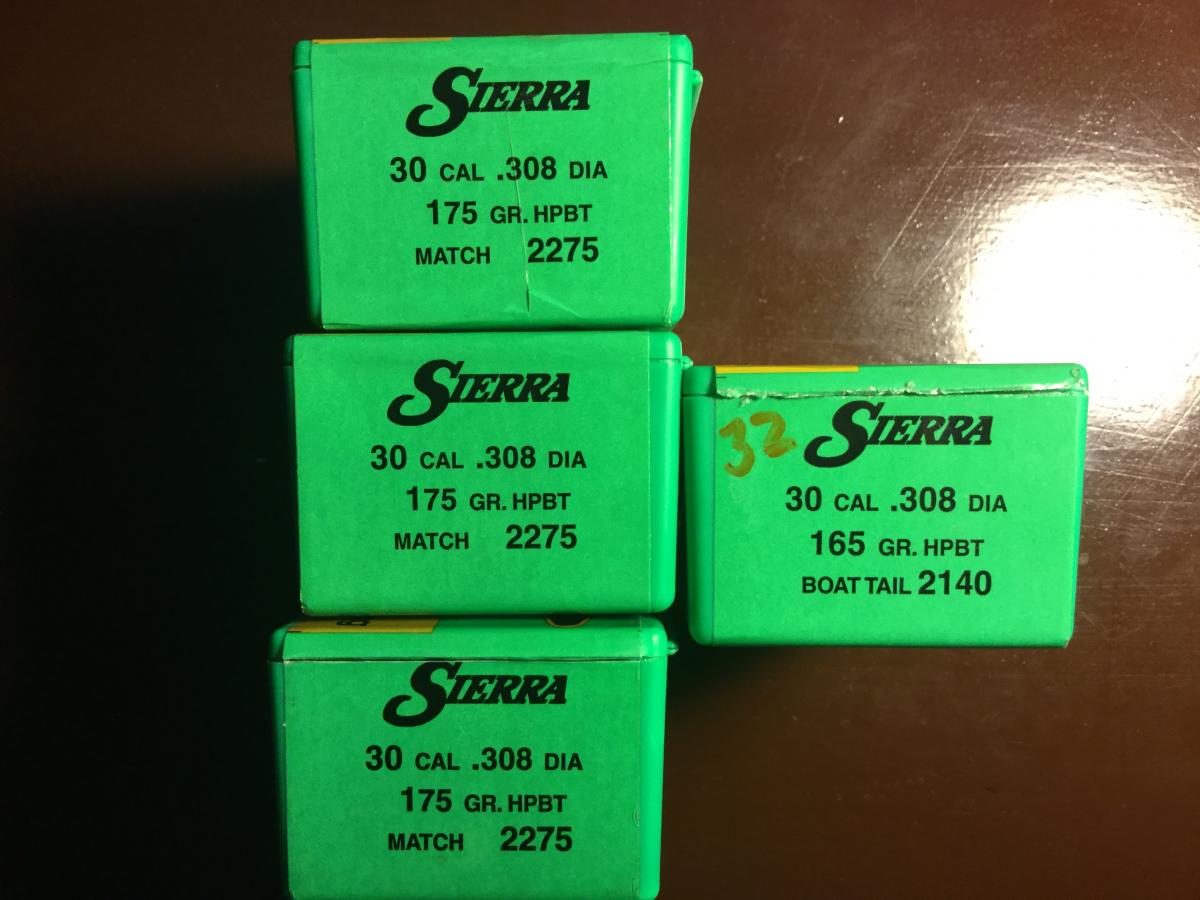 SIERRA
30 CAL .308 DIA
175 GR. HPBT
MATCH 2275
SIERRA
30 CAL .308 DIA
175 GR. HPBT
MATCH 2275
SIERRA
30 CAL .308 DIA
175 GR. HPBT
MATCH 2275
32
SIERRA
30 CAL .308 DIA
165 GR. HPBT
BOAT TAIL 2140